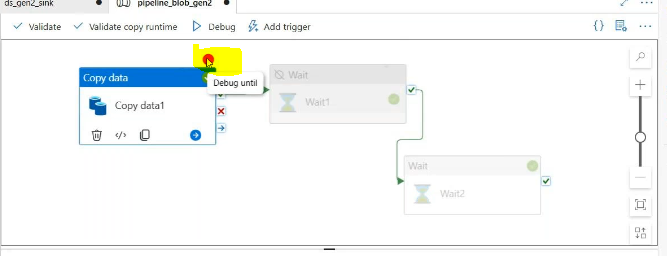 ds_gen2_sink
pipeline_blob_gen2
Validate
Validate copy runtime
Debug
Add trigger
Copy data
Debug until
Copy data1
Wait
Wait1
Wait
Wait2